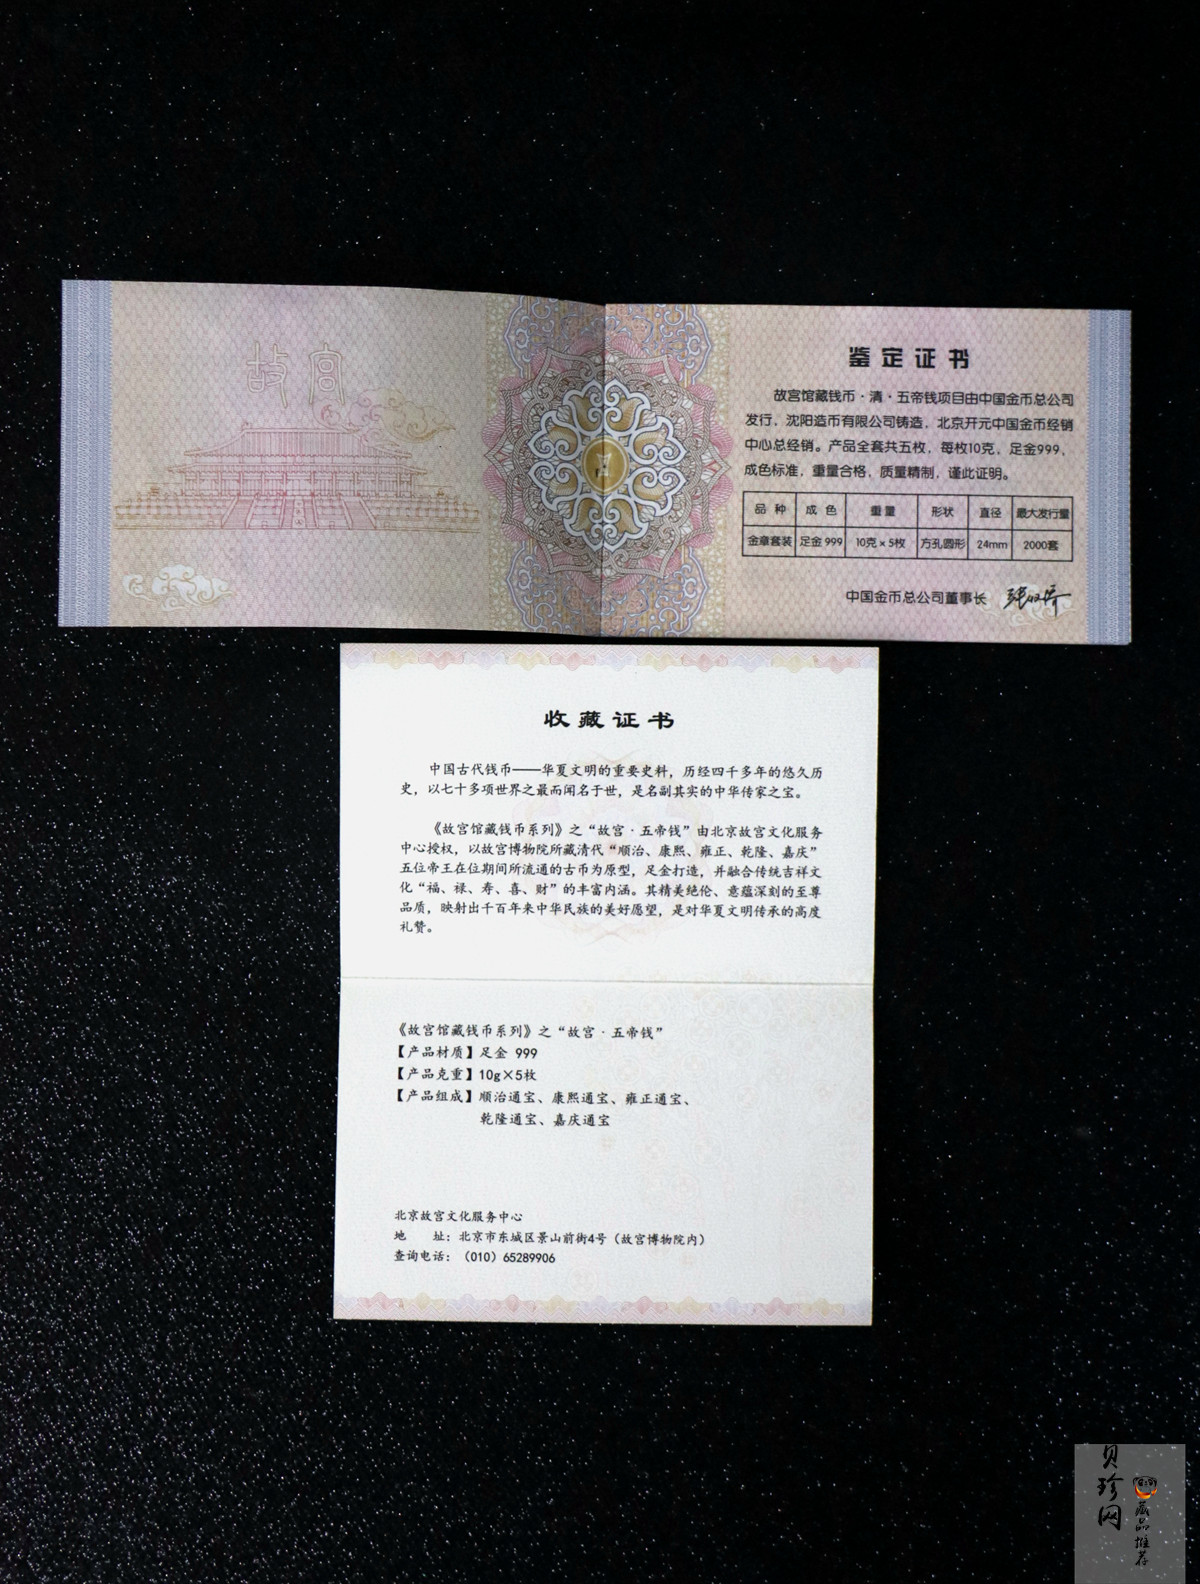 故宫
鉴定证书
故宫馆藏钱币·清·五帝钱项目由中国金币总公司
发行，沈阳造币有限公司铸造，北京开元中国金币经销
中心总经销。产品全套共五枚，每枚10克，足金999，
成色标准，重量合格，质量精制，谨此证明。
品种 成色 重量 形状 直径 最大发行量
金章套装 足金999 10克×5枚 方孔圆形 24mm 2000套
中国金币总公司董事长
收藏证书
中国古代钱币——华夏文明的重要史料，历经四千多年的悠久历
史，以七十多项世界之最而闻名于世，是名副其实的中华传家之宝。
《故宫馆藏钱币系列》之“故宫·五帝钱”由北京故宫文化服务
中心授权，以故宫博物院所藏清代“顺治、康熙、雍正、乾隆、嘉庆”
五位帝王在位期间所流通的古币为原型，足金打造，并融合传统吉祥文
化“福、禄、寿、喜、财”的丰富内涵。其精美绝伦、意蕴深刻的至尊
品质，映射出千百年来中华民族的美好愿望，是对华夏文明传承的高度
礼赞。
《故宫馆藏钱币系列》之“故宫·五帝钱”
【产品材质】足金 999
【产品克重】10g×5枚
【产品组成】顺治通宝、康熙通宝、雍正通宝、
乾隆通宝、嘉庆通宝
北京故宫文化服务中心
地 址：北京市东城区景山前街4号（故宫博物院内）
查询电话：（010）65289906
贝珍网
藏品推荐